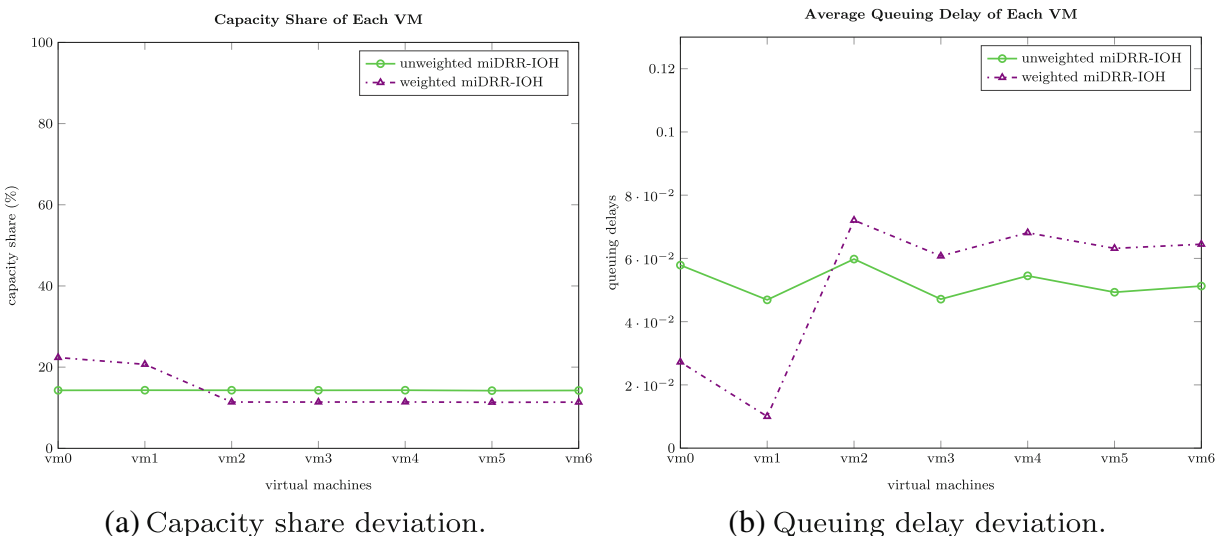 Capacity Share of Each VM
100
80
60
40
20
0
capacity share (%)
unweighted miDRR-IOH
weighted miDRR-IOH
vm0 vm1 vm2 vm3 vm4 vm5 vm6
virtual machines
(a) Capacity share deviation.
Average Queuing Delay of Each VM
0.12
0.1
8 · 10⁻²
6 · 10⁻²
4 · 10⁻²
2 · 10⁻²
0
queuing delays
unweighted miDRR-IOH
weighted miDRR-IOH
vm0 vm1 vm2 vm3 vm4 vm5 vm6
virtual machines
(b) Queuing delay deviation.